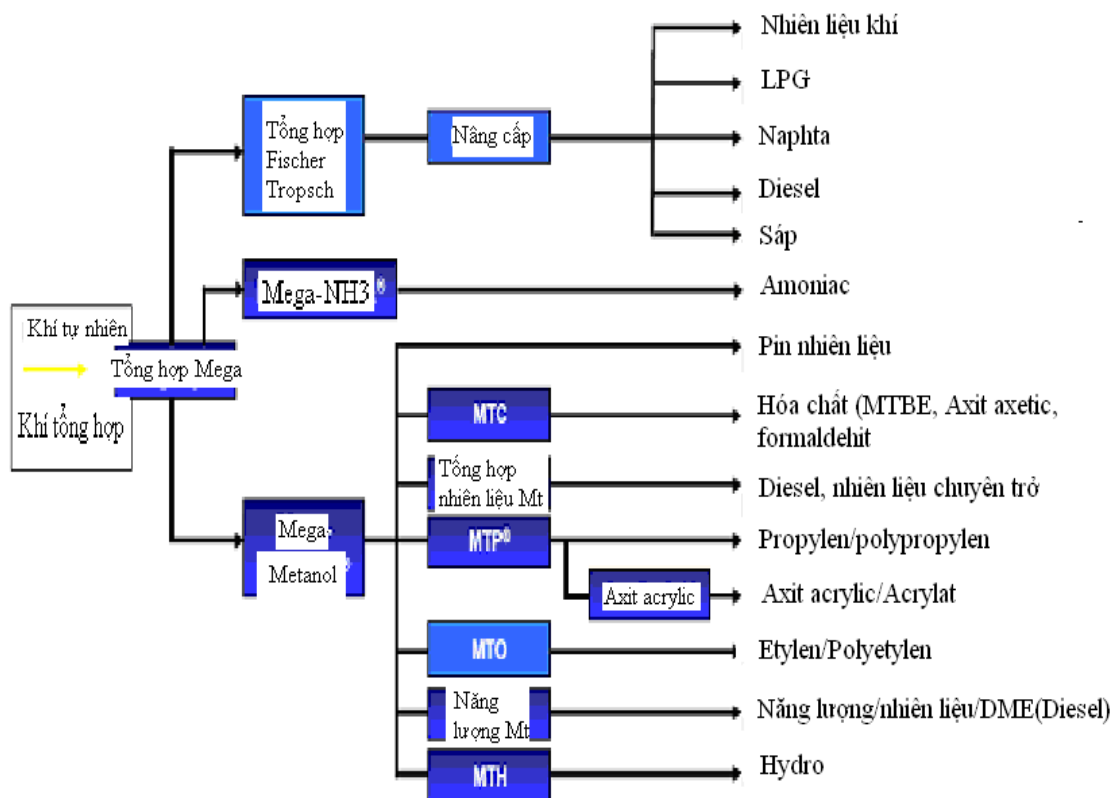 Nhiên liệu khí
LPG
Tổng hợp
Fischer
Tropsch
Nâng cấp
Naphta
Diesel
Sáp
Mega-NH3®
Amoniac
Khí tự nhiên
Tổng hợp Mega
Khí tổng hợp
Pin nhiên liệu
MTC
Hóa chất (MTBE, Axit axetic,
formaldehit
Tổng hợp
nhiên liệu Mt
Diesel, nhiên liệu chuyên trở
Mega-
Metanol
MTP®
Propylen/polypropylen
Axit acrylic
Axit acrylic/Acrylat
MTO
Etylen/Polyetylen
Năng
lượng Mt
Năng lượng/nhiên liệu/DME(Diesel)
MTH
Hydro